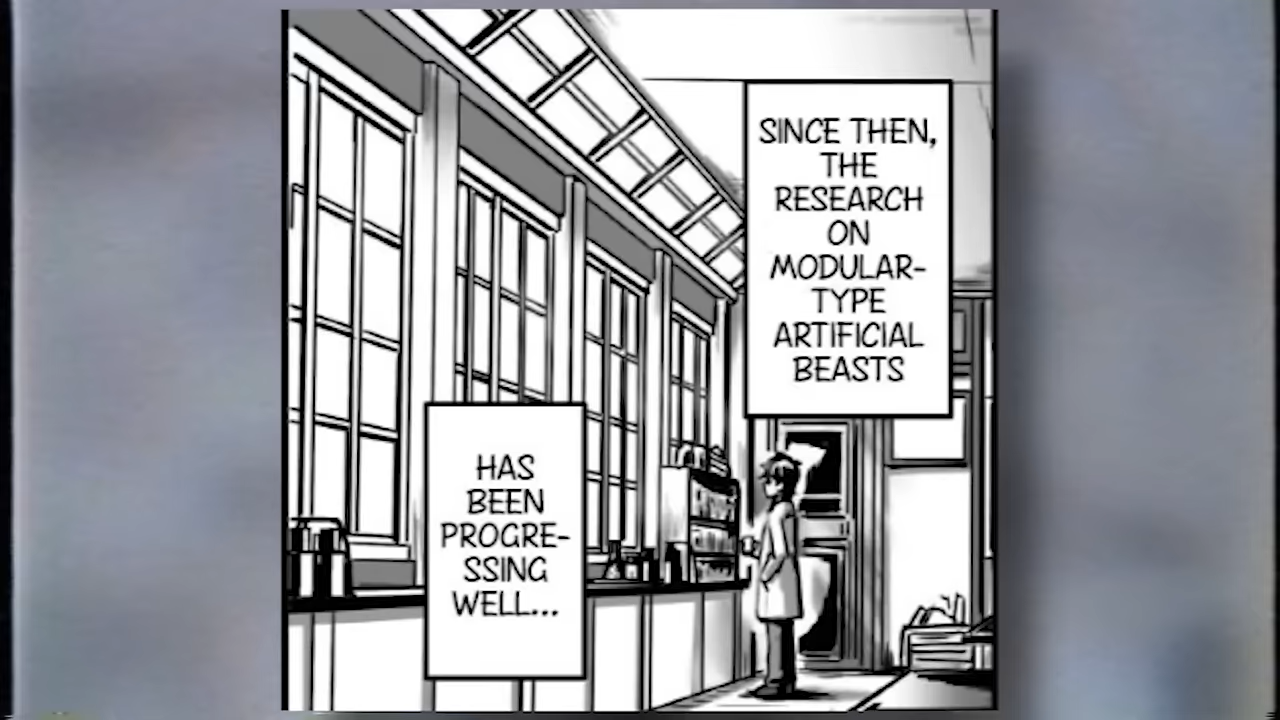 SINCE THEN,
THE
RESEARCH
ON
MODULAR-
TYPE
ARTIFICIAL
BEASTS
HAS
BEEN
PROGRE-
SSING
WELL...